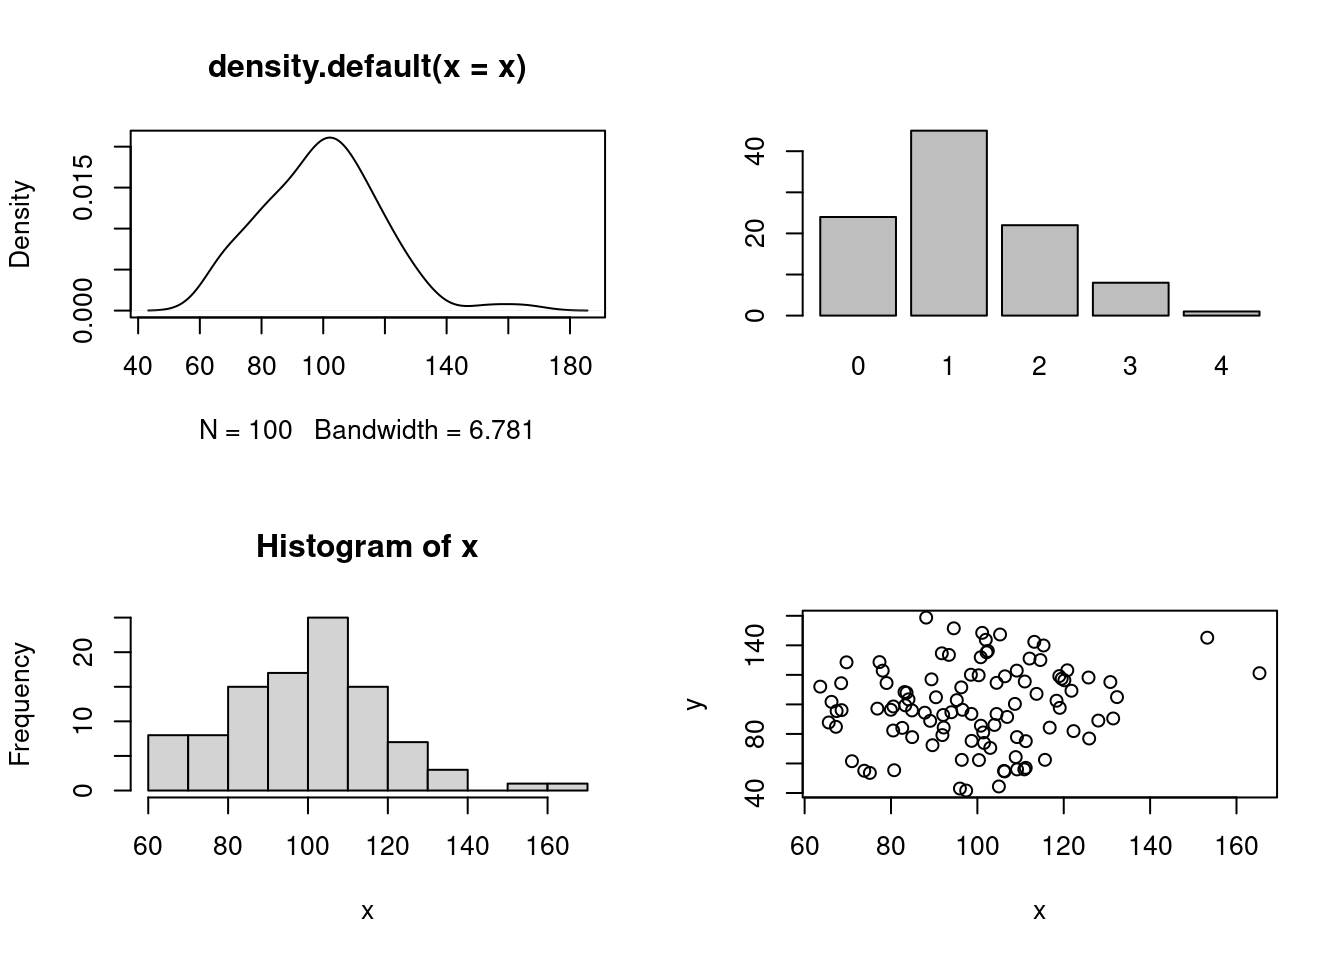 density.default(x = x)
Density
0.000 0.015
40 60 80 100 140 180
N = 100 Bandwidth = 6.781
0 20 40
0 1 2 3 4
Histogram of x
Frequency
0 10 20
60 80 100 120 140 160
x
y
40 80 140
60 80 100 120 140 160
x